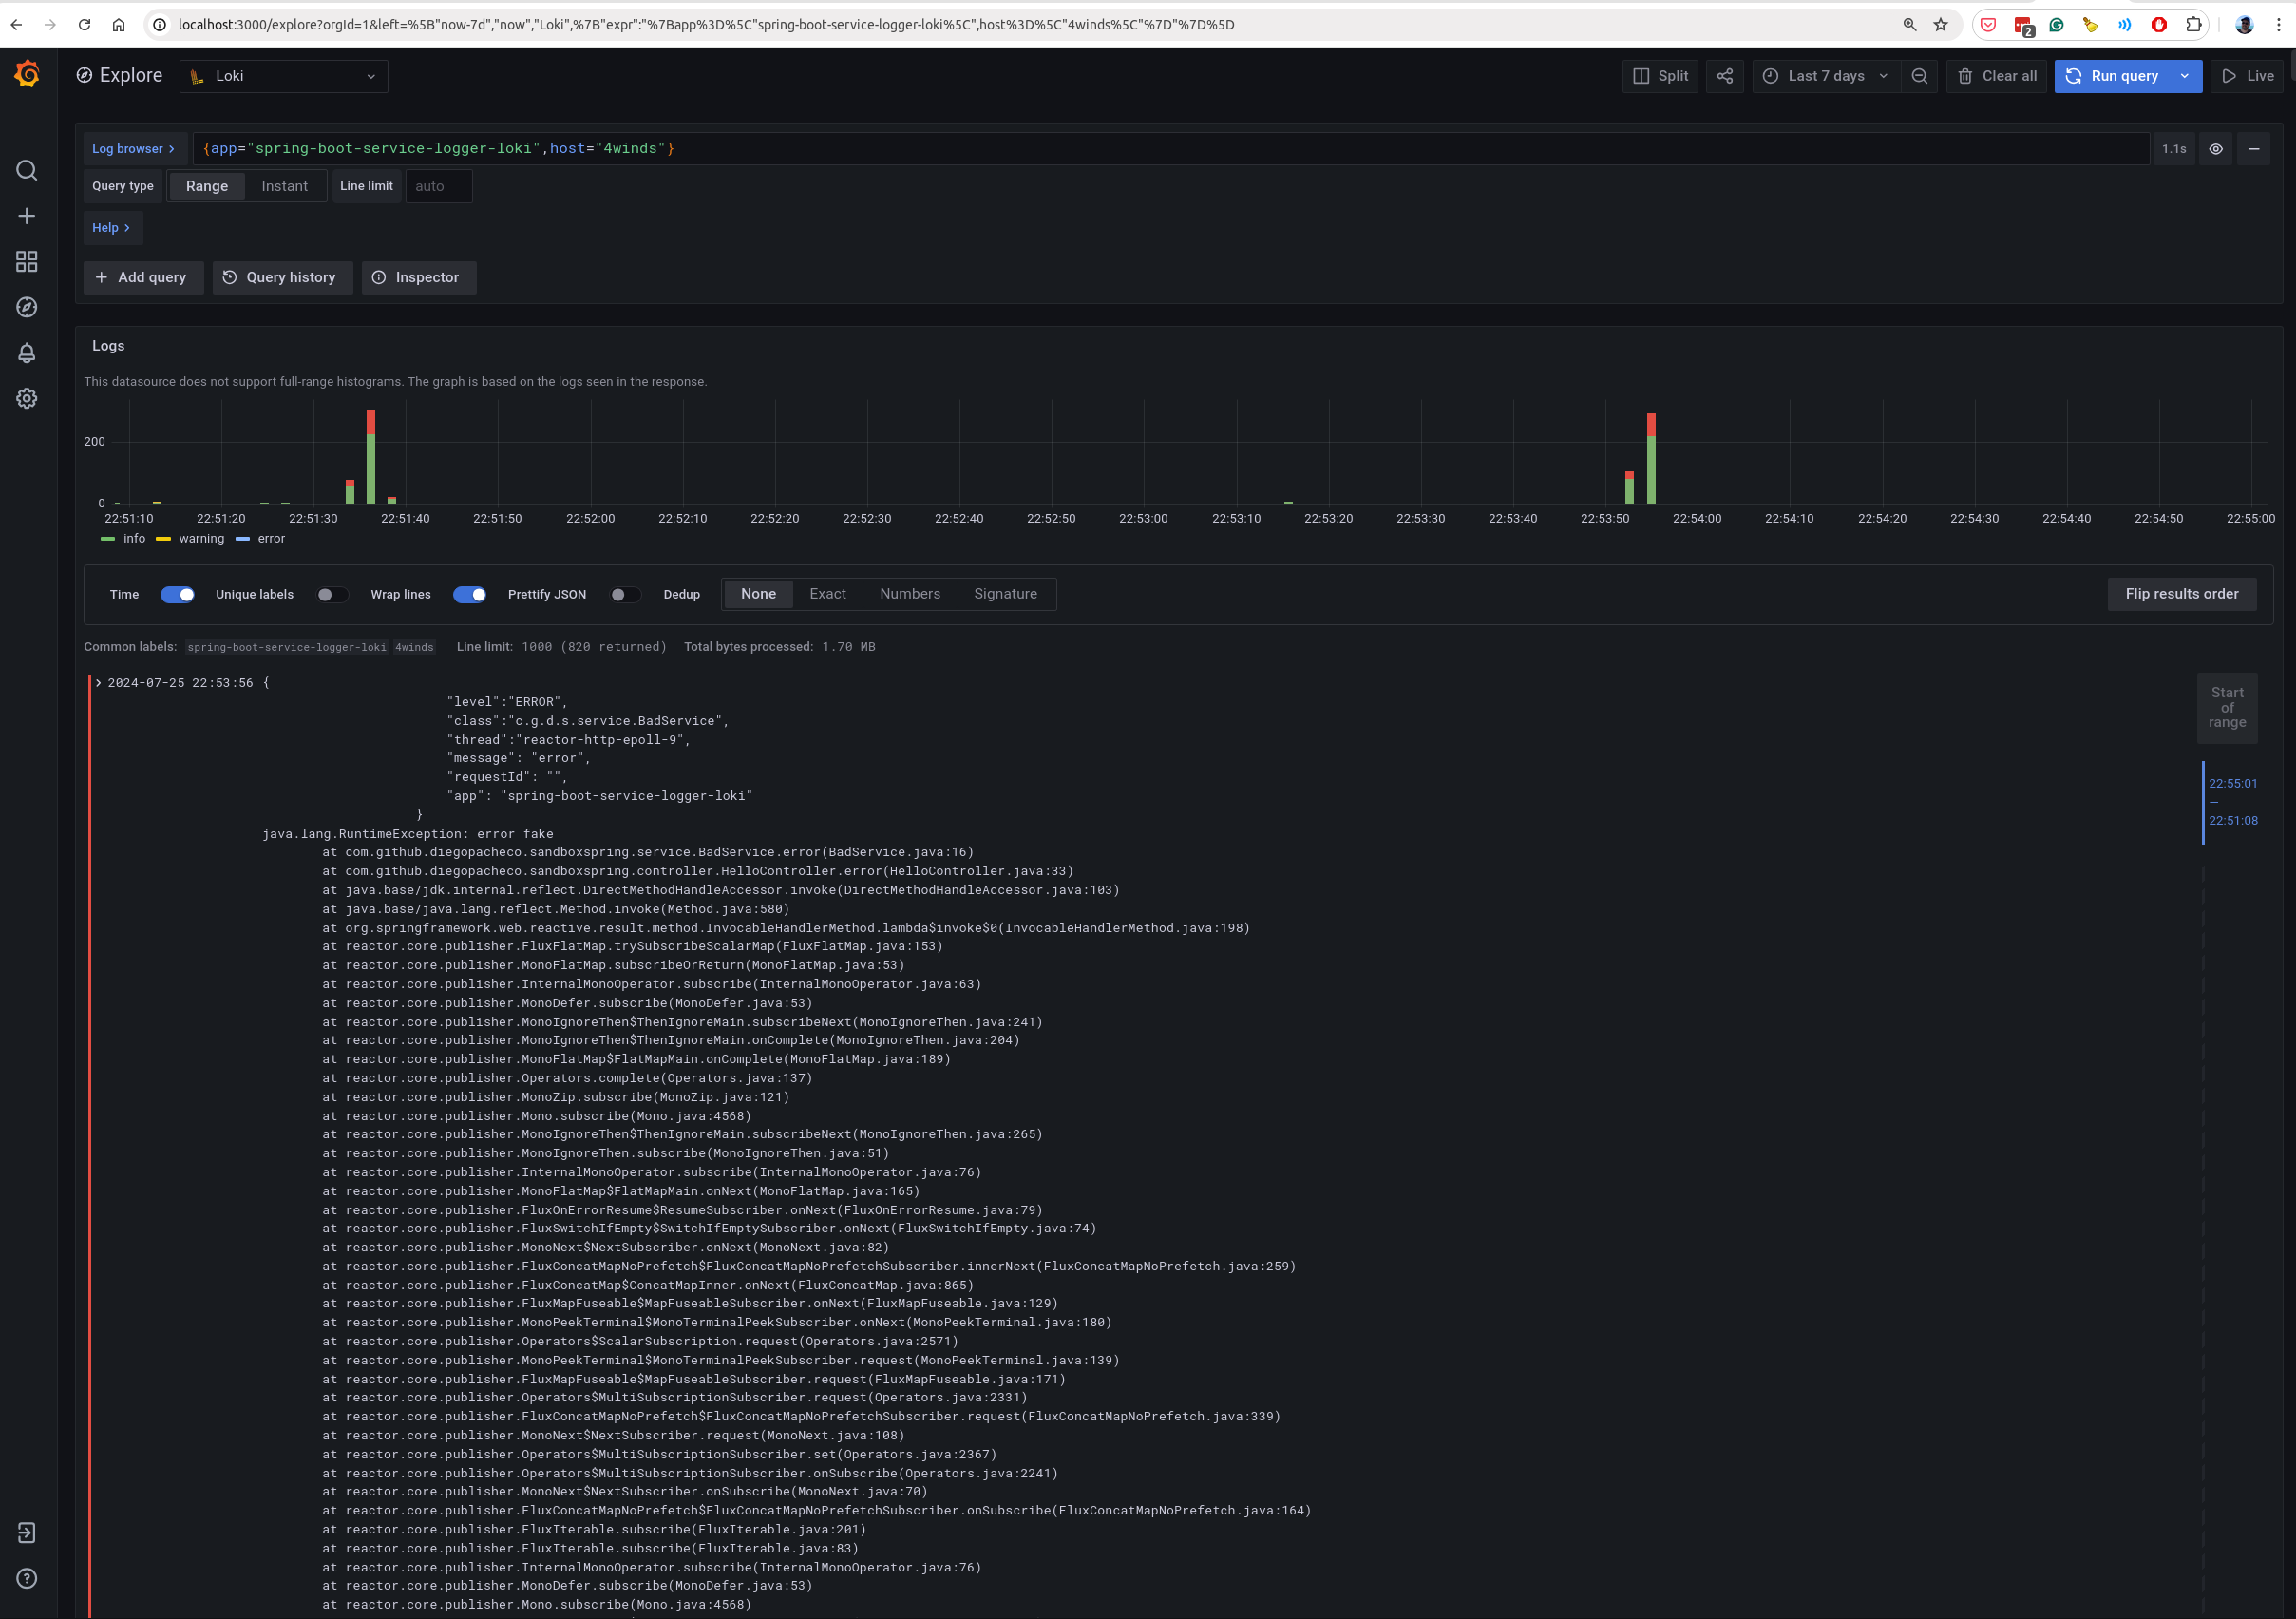 localhost:3000/explore?orgId=1&left=%5B"now-7d","now","Loki",%7B"expr":"%7Bapp%3D%5C"spring-boot-service-logger-loki%5C",host%3D%5C"4winds%5C"%7D"%7D%5D
2
Explore
Loki
Split
Last 7 days
Clear all
Run query
Live
Log browser >
{app="spring-boot-service-logger-loki",host="4winds"}
1.1s
Query type
Range
Instant
Line limit
auto
Help >
+ Add query
Query history
Inspector
Logs
This datasource does not support full-range histograms. The graph is based on the logs seen in the response.
200
0
22:51:10 22:51:20 22:51:30 22:51:40 22:51:50 22:52:00 22:52:10 22:52:20 22:52:30 22:52:40 22:52:50 22:53:00 22:53:10 22:53:20 22:53:30 22:53:40 22:53:50 22:54:00 22:54:10 22:54:20 22:54:30 22:54:40 22:54:50 22:55:00
info warning error
Time
Unique labels
Wrap lines
Prettify JSON
Dedup
None
Exact
Numbers
Signature
Flip results order
Common labels: spring-boot-service-logger-loki 4winds Line limit: 1000 (820 returned) Total bytes processed: 1.70 MB
> 2024-07-25 22:53:56 {
"level":"ERROR",
"class":"c.g.d.s.service.BadService",
"thread":"reactor-http-epoll-9",
"message": "error",
"requestId": "",
"app": "spring-boot-service-logger-loki"
}
java.lang.RuntimeException: error fake
at com.github.diegopacheco.sandboxspring.service.BadService.error(BadService.java:16)
at com.github.diegopacheco.sandboxspring.controller.HelloController.error(HelloController.java:33)
at java.base/jdk.internal.reflect.DirectMethodHandleAccessor.invoke(DirectMethodHandleAccessor.java:103)
at java.base/java.lang.reflect.Method.invoke(Method.java:580)
at org.springframework.web.reactive.result.method.InvocableHandlerMethod.lambda$invoke$0(InvocableHandlerMethod.java:198)
at reactor.core.publisher.FluxFlatMap.trySubscribeScalarMap(FluxFlatMap.java:153)
at reactor.core.publisher.MonoFlatMap.subscribeOrReturn(MonoFlatMap.java:53)
at reactor.core.publisher.InternalMonoOperator.subscribe(InternalMonoOperator.java:63)
at reactor.core.publisher.MonoDefer.subscribe(MonoDefer.java:53)
at reactor.core.publisher.MonoIgnoreThen$ThenIgnoreMain.subscribeNext(MonoIgnoreThen.java:241)
at reactor.core.publisher.MonoIgnoreThen$ThenIgnoreMain.onComplete(MonoIgnoreThen.java:204)
at reactor.core.publisher.MonoFlatMap$FlatMapMain.onComplete(MonoFlatMap.java:189)
at reactor.core.publisher.Operators.complete(Operators.java:137)
at reactor.core.publisher.MonoZip.subscribe(MonoZip.java:121)
at reactor.core.publisher.Mono.subscribe(Mono.java:4568)
at reactor.core.publisher.MonoIgnoreThen$ThenIgnoreMain.subscribeNext(MonoIgnoreThen.java:265)
at reactor.core.publisher.MonoIgnoreThen.subscribe(MonoIgnoreThen.java:51)
at reactor.core.publisher.InternalMonoOperator.subscribe(InternalMonoOperator.java:76)
at reactor.core.publisher.MonoFlatMap$FlatMapMain.onNext(MonoFlatMap.java:165)
at reactor.core.publisher.FluxOnErrorResume$ResumeSubscriber.onNext(FluxOnErrorResume.java:79)
at reactor.core.publisher.FluxSwitchIfEmpty$SwitchIfEmptySubscriber.onNext(FluxSwitchIfEmpty.java:74)
at reactor.core.publisher.MonoNext$NextSubscriber.onNext(MonoNext.java:82)
at reactor.core.publisher.FluxConcatMapNoPrefetch$FluxConcatMapNoPrefetchSubscriber.innerNext(FluxConcatMapNoPrefetch.java:259)
at reactor.core.publisher.FluxConcatMap$ConcatMapInner.onNext(FluxConcatMap.java:865)
at reactor.core.publisher.FluxMapFuseable$MapFuseableSubscriber.onNext(FluxMapFuseable.java:129)
at reactor.core.publisher.MonoPeekTerminal$MonoTerminalPeekSubscriber.onNext(MonoPeekTerminal.java:180)
at reactor.core.publisher.Operators$ScalarSubscription.request(Operators.java:2571)
at reactor.core.publisher.MonoPeekTerminal$MonoTerminalPeekSubscriber.request(MonoPeekTerminal.java:139)
at reactor.core.publisher.FluxMapFuseable$MapFuseableSubscriber.request(FluxMapFuseable.java:171)
at reactor.core.publisher.Operators$MultiSubscriptionSubscriber.request(Operators.java:2331)
at reactor.core.publisher.FluxConcatMapNoPrefetch$FluxConcatMapNoPrefetchSubscriber.request(FluxConcatMapNoPrefetch.java:339)
at reactor.core.publisher.MonoNext$NextSubscriber.request(MonoNext.java:108)
at reactor.core.publisher.Operators$MultiSubscriptionSubscriber.set(Operators.java:2367)
at reactor.core.publisher.Operators$MultiSubscriptionSubscriber.onSubscribe(Operators.java:2241)
at reactor.core.publisher.MonoNext$NextSubscriber.onSubscribe(MonoNext.java:70)
at reactor.core.publisher.FluxConcatMapNoPrefetch$FluxConcatMapNoPrefetchSubscriber.onSubscribe(FluxConcatMapNoPrefetch.java:164)
at reactor.core.publisher.FluxIterable.subscribe(FluxIterable.java:201)
at reactor.core.publisher.FluxIterable.subscribe(FluxIterable.java:83)
at reactor.core.publisher.InternalMonoOperator.subscribe(InternalMonoOperator.java:76)
at reactor.core.publisher.MonoDefer.subscribe(MonoDefer.java:53)
at reactor.core.publisher.Mono.subscribe(Mono.java:4568)
Start
of
range
22:55:01
—
22:51:08